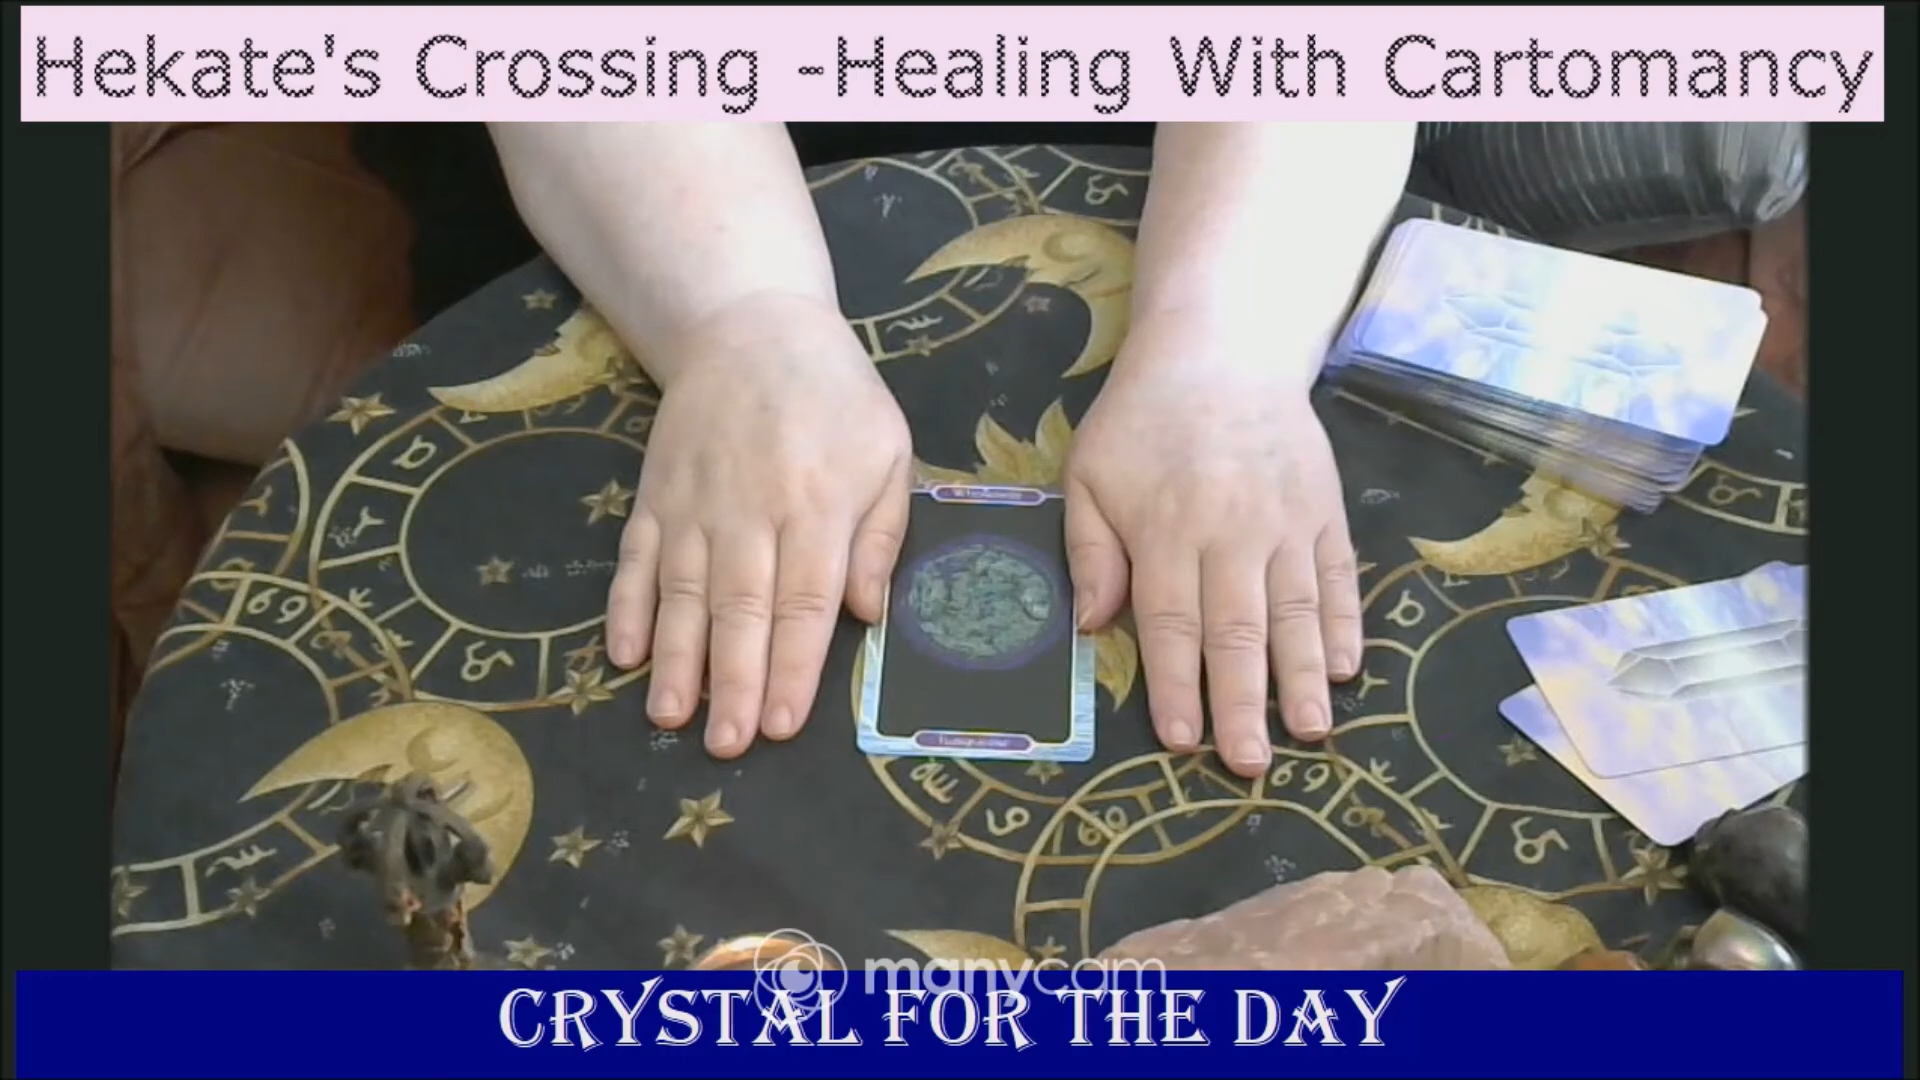 Hekate's Crossing -Healing With Cartomancy
manycam
CRYSTAL FOR THE DAY